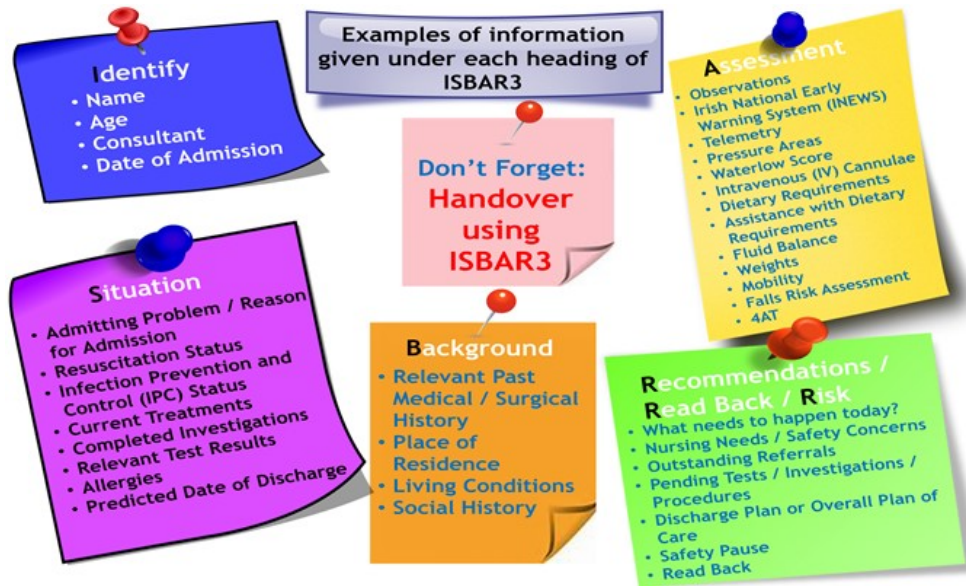 Examples of information
given under each heading of
ISBAR3
Identify
• Name
• Age
• Consultant
• Date of Admission
Don't Forget:
Handover
using
ISBAR3
Assessment
• Observations
• Irish National Early
Warning System (INEWS)
• Telemetry
• Pressure Areas
• Waterlow Score
• Intravenous (IV) Cannulae
• Dietary Requirements
• Assistance with Dietary
Requirements
• Fluid Balance
• Weights
• Mobility
• Falls Risk Assessment
• 4AT
Situation
• Admitting Problem / Reason
for Admission
• Resuscitation Status
• Infection Prevention and
Control (IPC) Status
• Current Treatments
• Completed Investigations
• Relevant Test Results
• Allergies
• Predicted Date of Discharge
Background
• Relevant Past
Medical / Surgical
History
• Place of
Residence
• Living Conditions
• Social History
Recommendations /
Read Back / Risk
• What needs to happen today?
• Nursing Needs / Safety Concerns
• Outstanding Referrals
• Pending Tests / Investigations /
Procedures
• Discharge Plan or Overall Plan of
Care
• Safety Pause
• Read Back